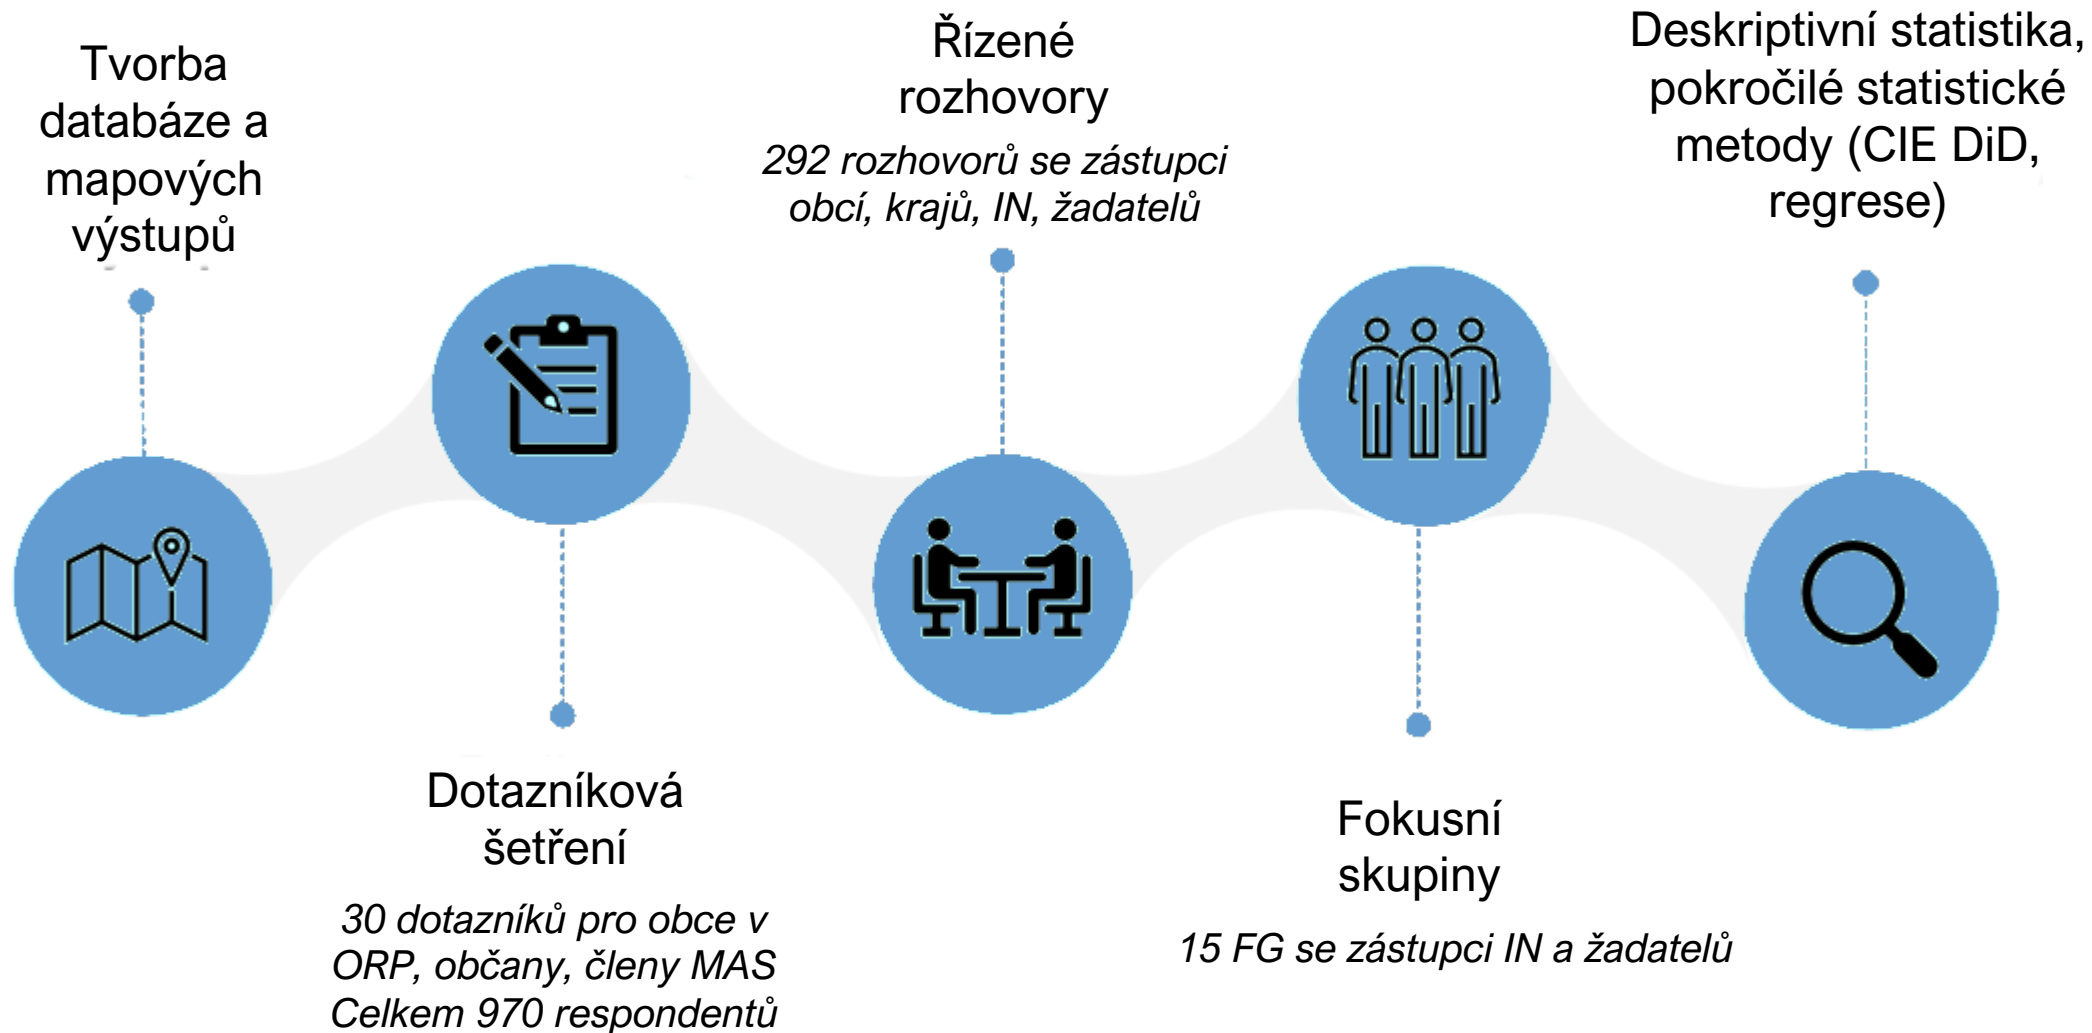 Tvorba
databáze a
mapových
výstupů
Dotazníková
šetření
30 dotazníků pro obce v
ORP, občany, členy MAS
Celkem 970 respondentů
Řízené
rozhovory
292 rozhovorů se zástupci
obcí, krajů, IN, žadatelů
Fokusní
skupiny
15 FG se zástupci IN a žadatelů
Deskriptivní statistika,
pokročilé statistické
metody (CIE DiD,
regrese)